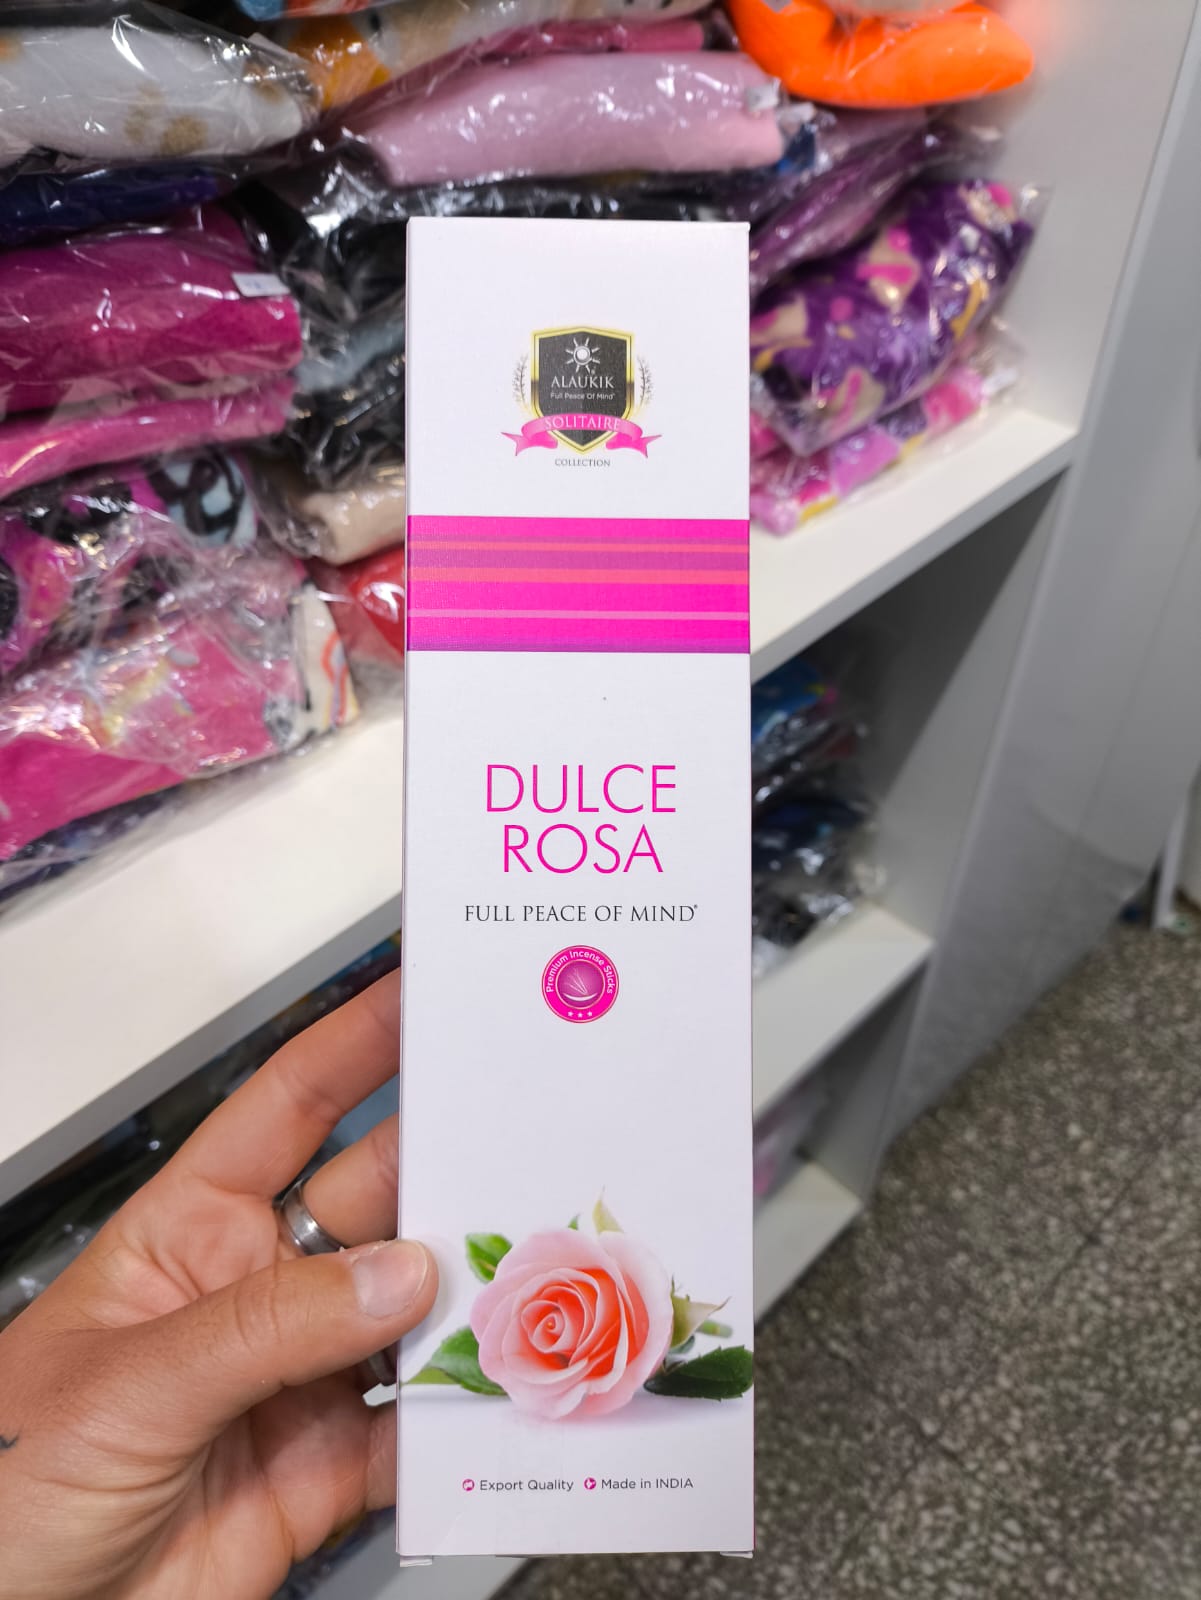 ALAUKIK
Full Peace Of Mind®
SOLITAIRE
COLLECTION
DULCE
ROSA
FULL PEACE OF MIND®
Premium Incense Sticks
Export Quality Made in INDIA